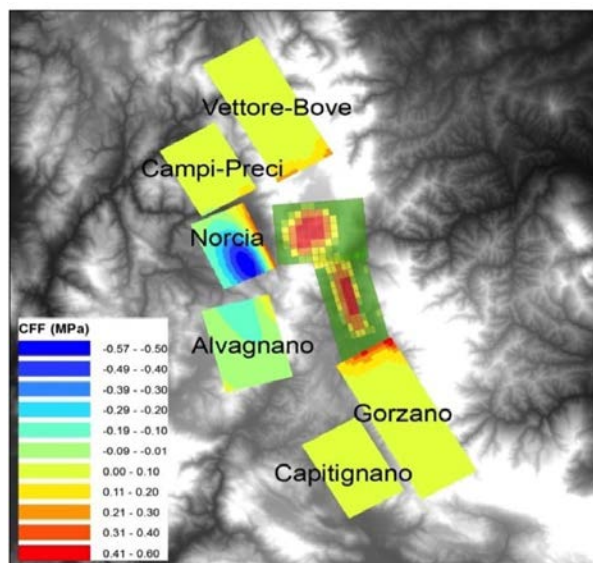 Vettore-Bove
Campi-Preci
Norcia
Alvagnano
Gorzano
Capitignano
CFF (MPa)
-0.57 - -0.50
-0.49 - -0.40
-0.39 - -0.30
-0.29 - -0.20
-0.19 - -0.10
-0.09 - -0.01
0.00 - 0.10
0.11 - 0.20
0.21 - 0.30
0.31 - 0.40
0.41 - 0.60